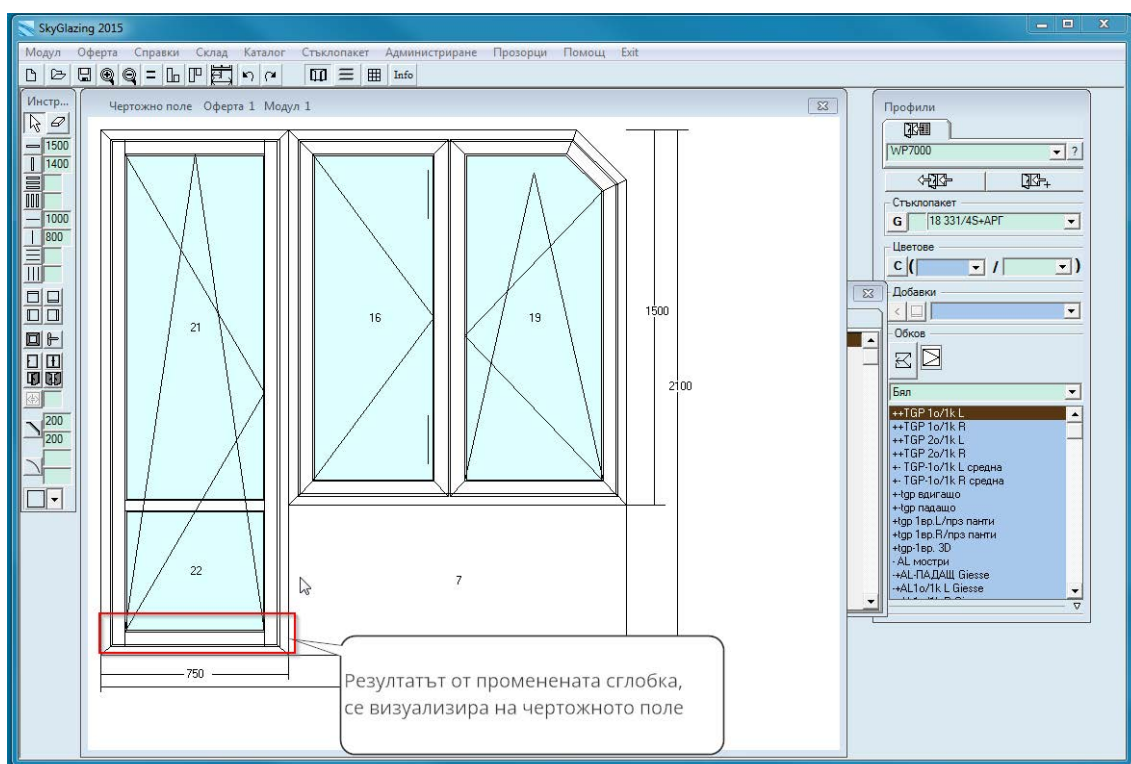 SkyGlazing 2015
Модул Оферта Справки Склад Каталог Стъклопакет Администриране Прозорци Помощ Exit
Info
Инстр...
1500
1400
1000
800
200
200
Чертожно поле Оферта 1 Модул 1
21
16
19
22
7
1500
2100
750
Резултатът от променената сглобка,
се визуализира на чертожното поле
Профили
WP7000
?
Стъклопакет
G 18 331/4S+АРГ
Цветове
C ( / )
Добавки
<
Обков
Бял
++TGP 1o/1k L
++TGP 1o/1k R
++TGP 2o/1k L
++TGP 2o/1k R
+- TGP-1o/1k L средна
+- TGP-1o/1k R средна
+-tgp вдигащо
+-tgp падащо
+tgp 1вр.L/прз панти
+tgp 1вр.R/прз панти
+tgp-1вр. 3D
- AL мостри
-+AL-ПАДАЩ Giesse
-+AL1o/1k L Giesse